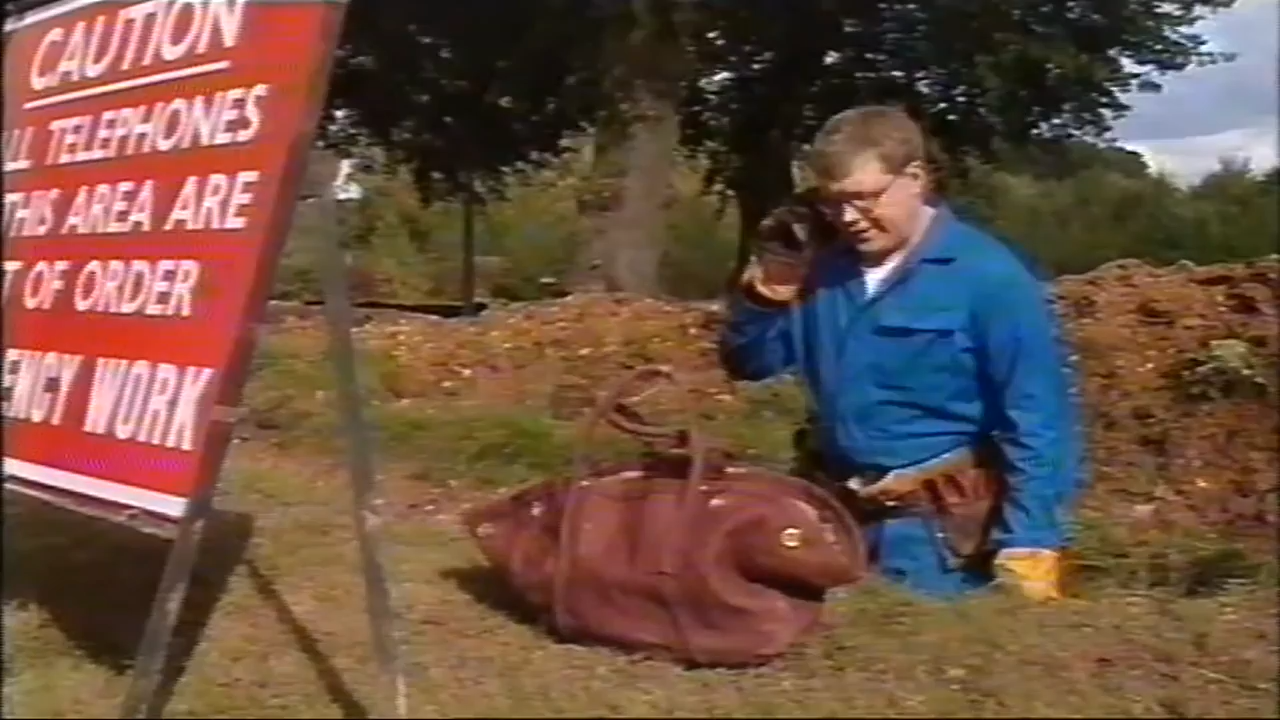 CAUTION
LL TELEPHONES
THIS AREA ARE
T OF ORDER
ENCY WORK